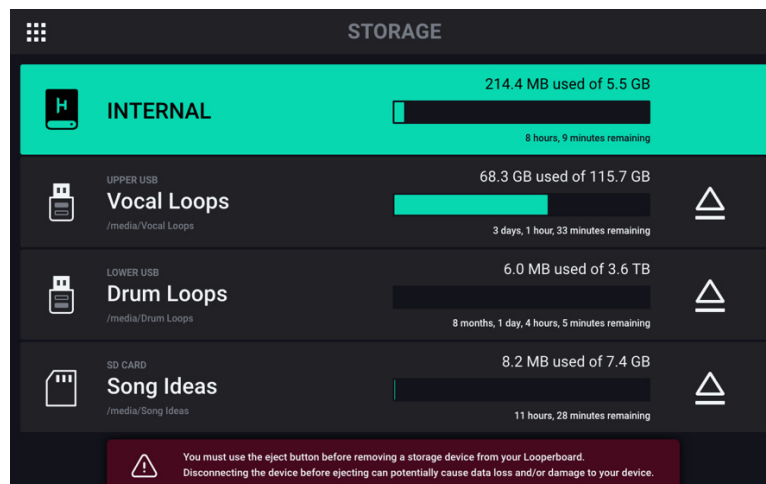 STORAGE
H
INTERNAL
214.4 MB used of 5.5 GB
8 hours, 9 minutes remaining
UPPER USB
Vocal Loops
/media/Vocal Loops
68.3 GB used of 115.7 GB
3 days, 1 hour, 33 minutes remaining
LOWER USB
Drum Loops
/media/Drum Loops
6.0 MB used of 3.6 TB
8 months, 1 day, 4 hours, 5 minutes remaining
SD CARD
Song Ideas
/media/Song Ideas
8.2 MB used of 7.4 GB
11 hours, 28 minutes remaining
You must use the eject button before removing a storage device from your Looperboard.
Disconnecting the device before ejecting can potentially cause data loss and/or damage to your device.